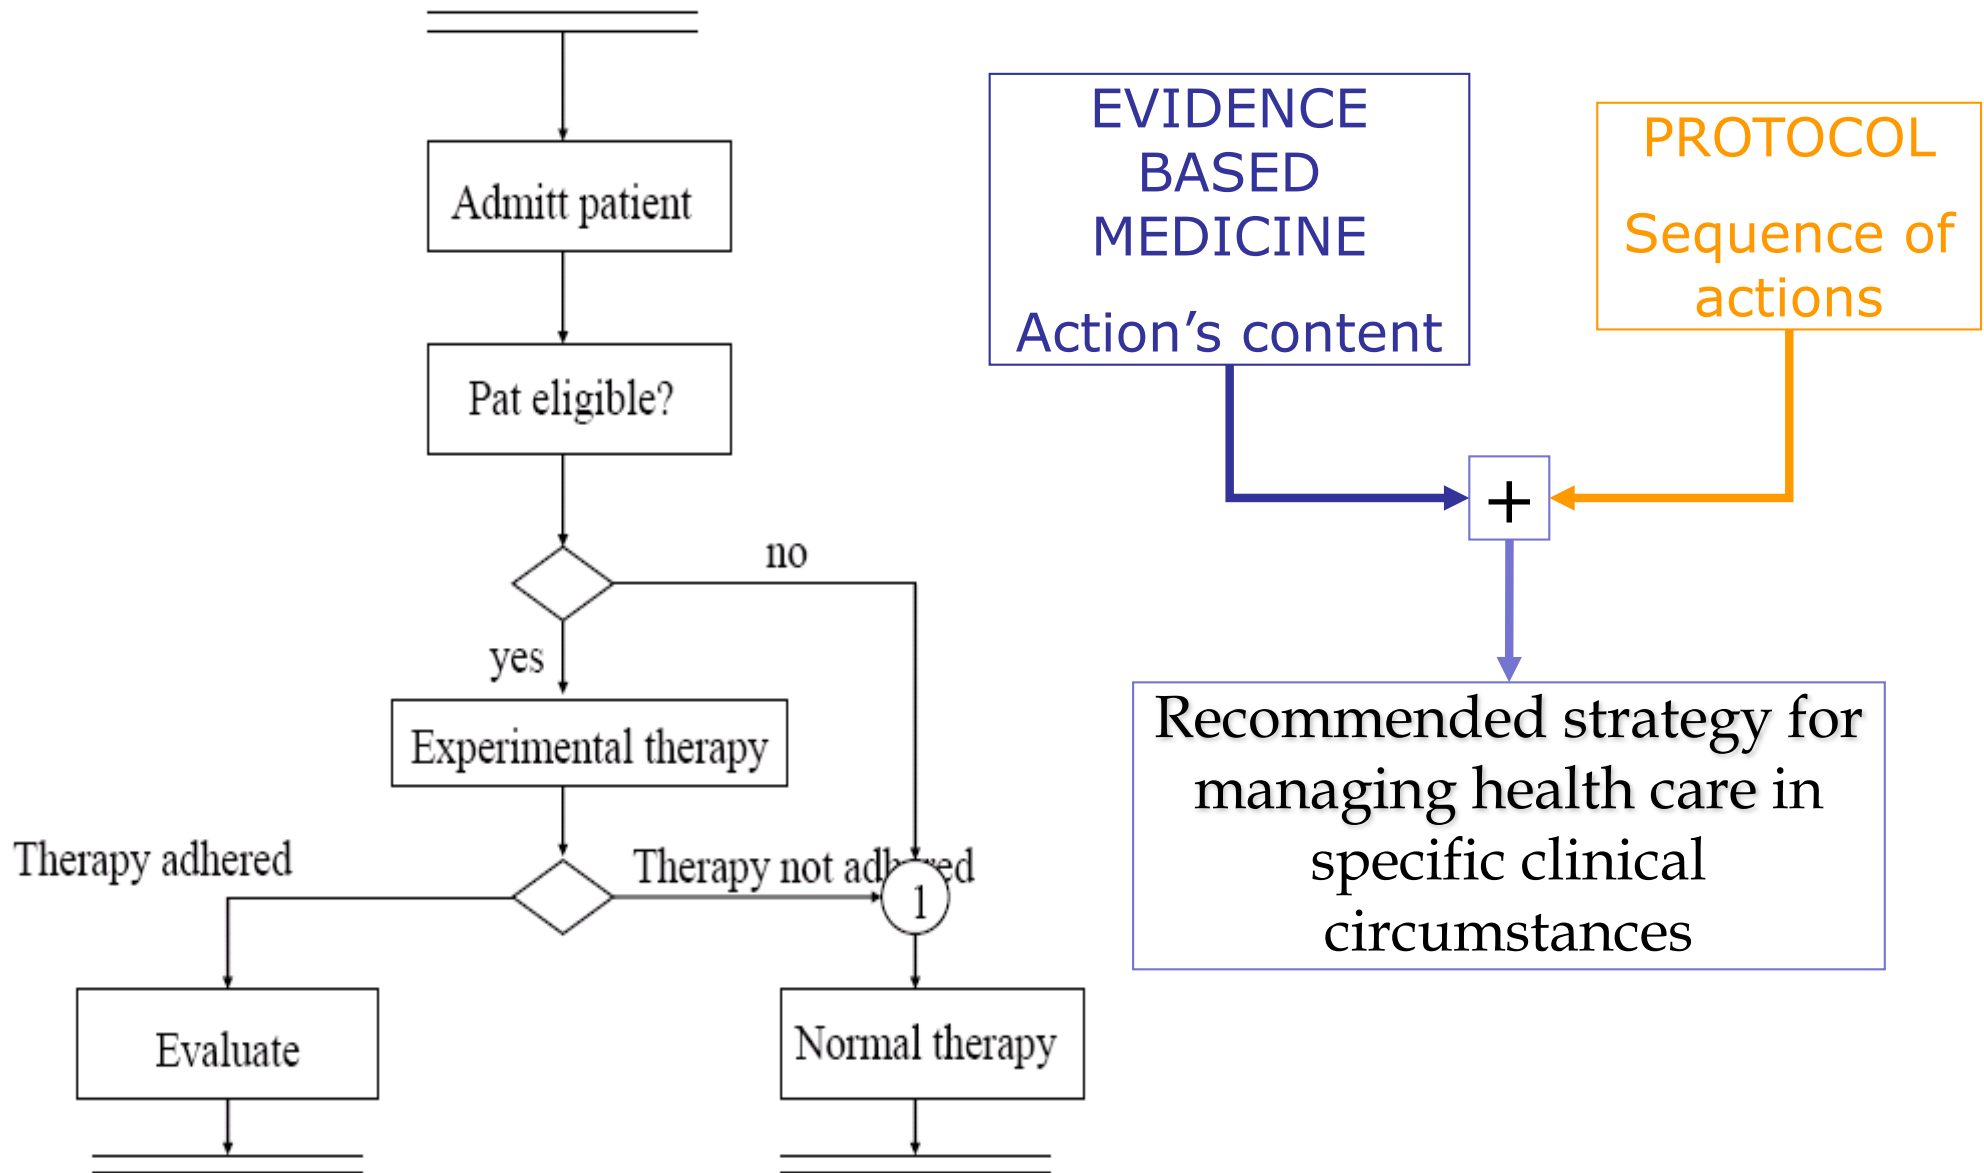 Admitt patient
Pat eligible?
no
yes
Experimental therapy
Therapy adhered
Therapy not adhered
1
Evaluate
Normal therapy
EVIDENCE
BASED
MEDICINE
Action’s content
PROTOCOL
Sequence of
actions
+
Recommended strategy for
managing health care in
specific clinical
circumstances